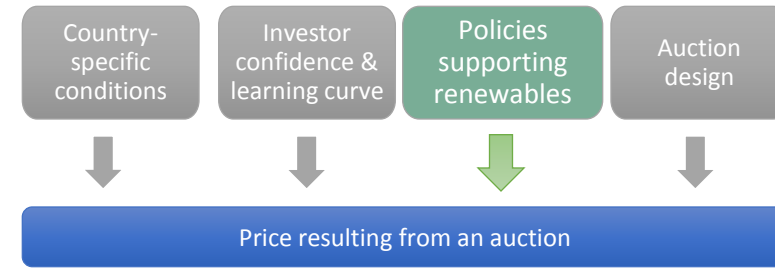 Country-
specific
conditions
Investor
confidence &
learning curve
Policies
supporting
renewables
Auction
design
Price resulting from an auction